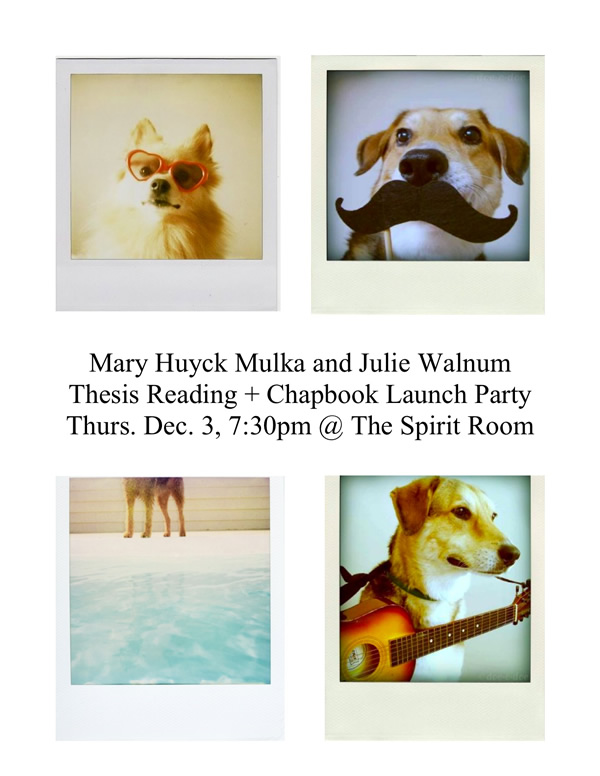 Mary Huyck Mulka and Julie Walnum
Thesis Reading + Chapbook Launch Party
Thurs. Dec. 3, 7:30pm @ The Spirit Room